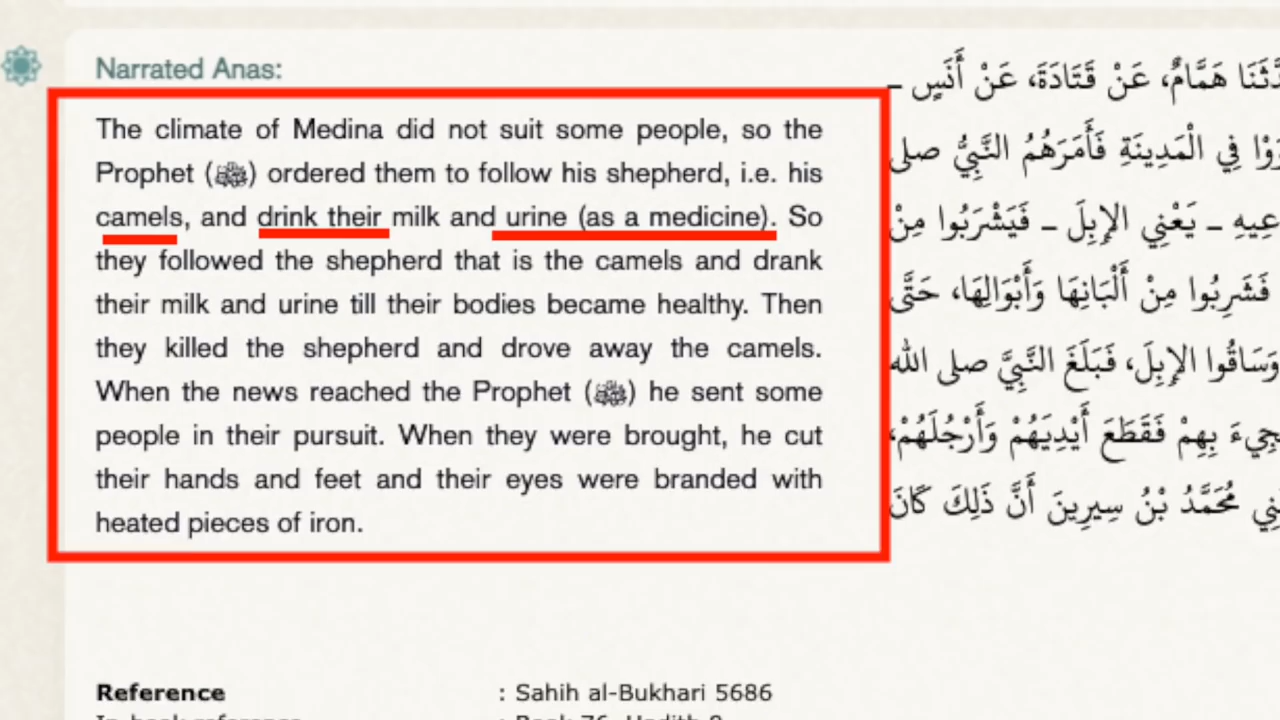 Narrated Anas:
The climate of Medina did not suit some people, so the
Prophet (ﷺ) ordered them to follow his shepherd, i.e. his
camels, and drink their milk and urine (as a medicine). So
they followed the shepherd that is the camels and drank
their milk and urine till their bodies became healthy. Then
they killed the shepherd and drove away the camels.
When the news reached the Prophet (ﷺ) he sent some
people in their pursuit. When they were brought, he cut
their hands and feet and their eyes were branded with
heated pieces of iron.
هَمَّامٌ، عَنْ قَتَادَةَ، عَنْ أَنَسٍ ـ
فِي الْمَدِينَةِ فَأَمَرَهُمُ النَّبِيُّ صلى
ـ يَعْنِي الإِبِلَ ـ فَيَشْرَبُوا مِنْ
فَشَرِبُوا مِنْ أَلْبَانِهَا وَأَبْوَالِهَا، حَتَّى
وَسَاقُوا الإِبِلَ، فَبَلَغَ النَّبِيَّ صلى الله
بِهِمْ فَقَطَعَ أَيْدِيَهُمْ وَأَرْجُلَهُمْ،
مُحَمَّدُ بْنُ سِيرِينَ أَنَّ ذَلِكَ كَانَ
Reference : Sahih al-Bukhari 5686